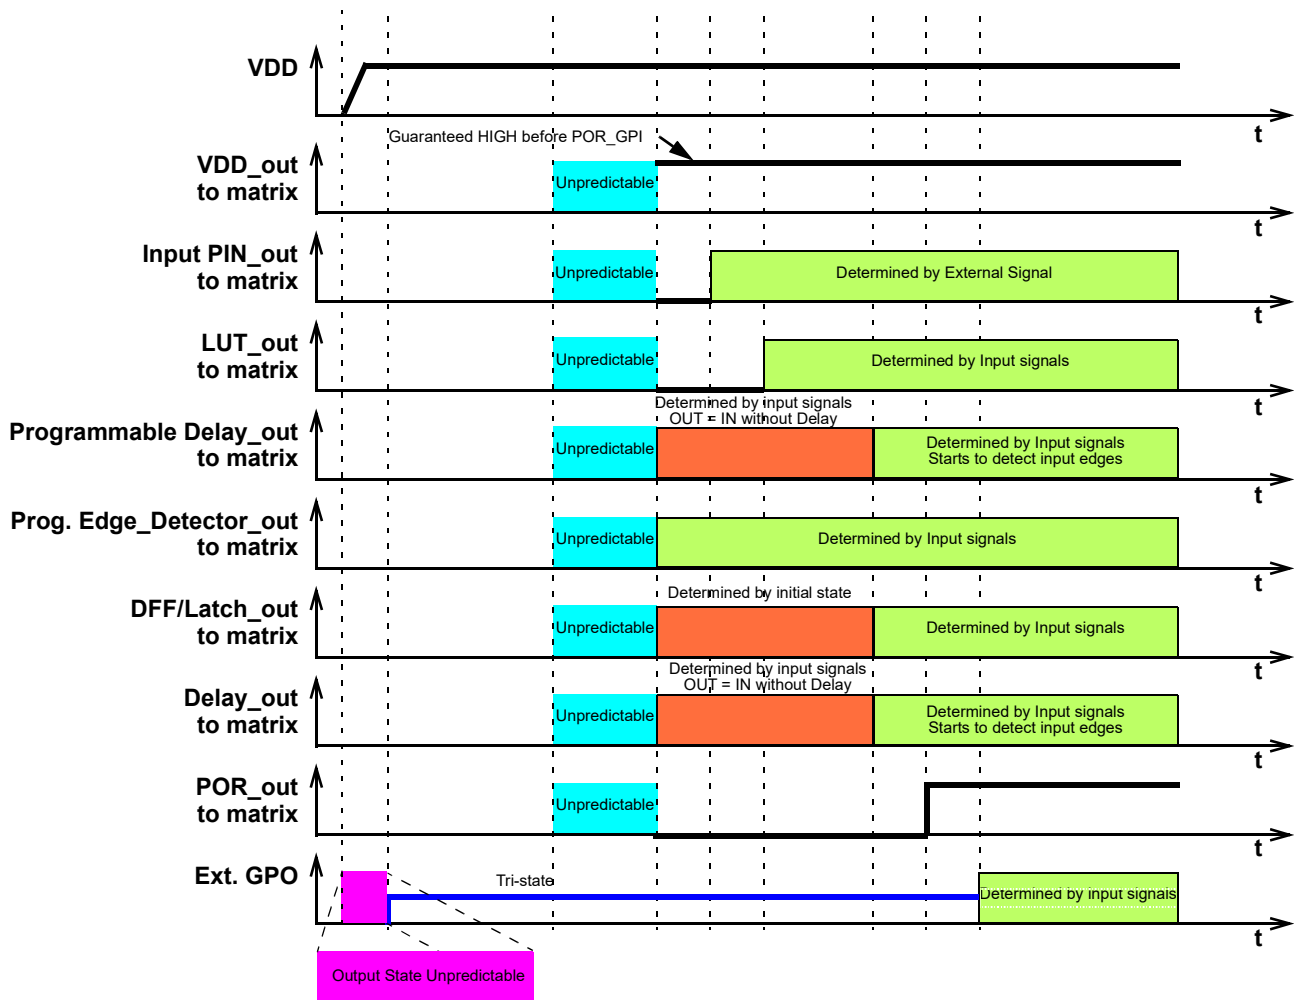 VDD
t
Guaranteed HIGH before POR_GPI
VDD_out
to matrix
Unpredictable
t
Input PIN_out
to matrix
Unpredictable
Determined by External Signal
t
LUT_out
to matrix
Unpredictable
Determined by Input signals
t
Determined by input signals
OUT = IN without Delay
Programmable Delay_out
to matrix
Unpredictable
Determined by Input signals
Starts to detect input edges
t
Prog. Edge_Detector_out
to matrix
Unpredictable
Determined by Input signals
t
Determined by initial state
DFF/Latch_out
to matrix
Unpredictable
Determined by Input signals
t
Determined by input signals
OUT = IN without Delay
Delay_out
to matrix
Unpredictable
Determined by Input signals
Starts to detect input edges
t
POR_out
to matrix
Unpredictable
t
Ext. GPO
Tri-state
Determined by input signals
t
Output State Unpredictable